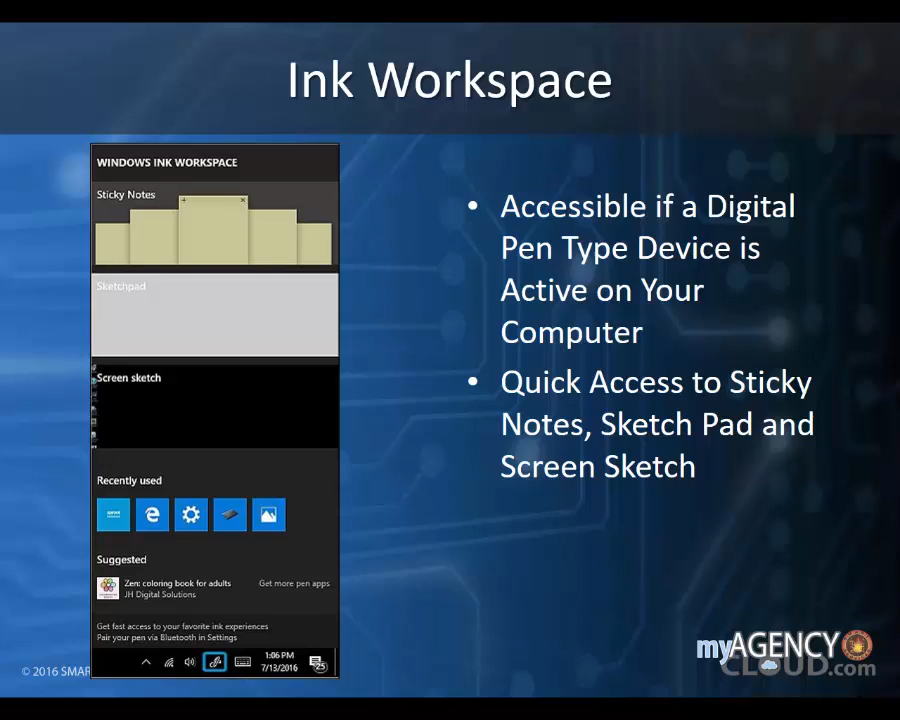 Ink Workspace
WINDOWS INK WORKSPACE
Sticky Notes
Sketchpad
Screen sketch
Recently used
Suggested
Zen: coloring book for adults
JH Digital Solutions
Get more pen apps
Get fast access to your favorite ink experiences
Pair your pen via Bluetooth in Settings
1:06 PM
7/13/2016
25
• Accessible if a Digital
Pen Type Device is
Active on Your
Computer
• Quick Access to Sticky
Notes, Sketch Pad and
Screen Sketch
© 2016 SMAR
myAGENCY
CLOUD.com